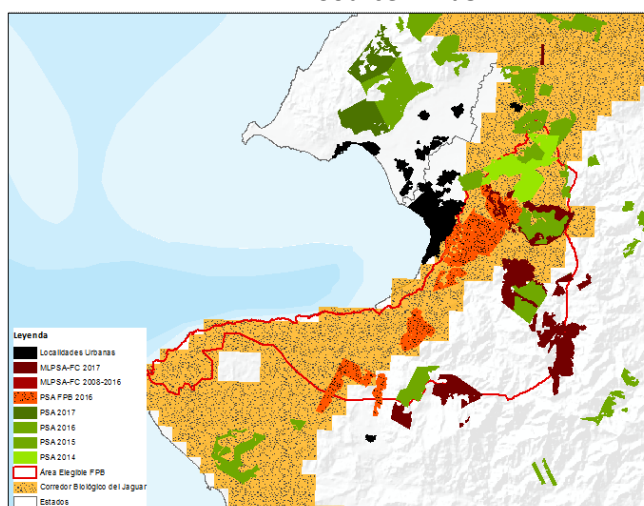 Leyenda
Localidades Urbanas
MLPSA-FC 2017
MLPSA-FC 2008-2016
PSA FPB 2016
PSA 2017
PSA 2016
PSA 2015
PSA 2014
Área Elegible FPB
Corredor Biológico del Jaguar
Estados